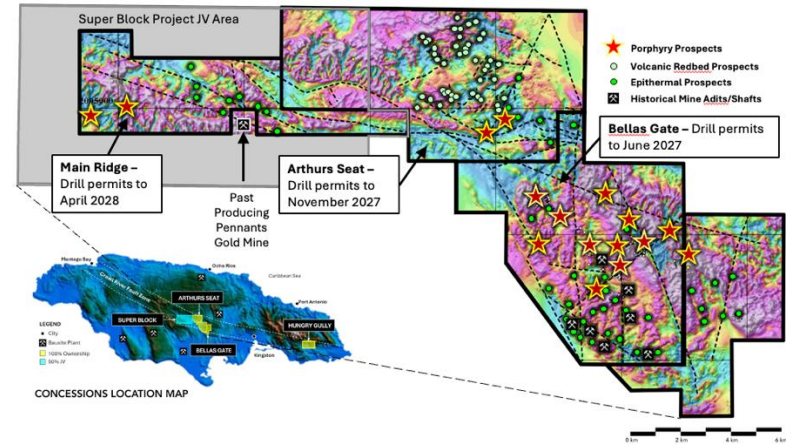 Super Block Project JV Area
Porphyry Prospects
Volcanic Redbed Prospects
Epithermal Prospects
Historical Mine Adits/Shafts
Main Ridge –
Drill permits to
April 2028
Past
Producing
Pennants
Gold Mine
Arthurs Seat –
Drill permits to
November 2027
Bellas Gate – Drill permits
to June 2027
Montego Bay
Ocho Rios
Caribbean Sea
Great River Fault Zone
Port Antonio
ARTHURS SEAT
SUPER BLOCK
HUNGRY GULLY
BELLAS GATE
Kingston
LEGEND
City
Bauxite Plant
100% Ownership
50% JV
CONCESSIONS LOCATION MAP
0 km
2 km
4 km